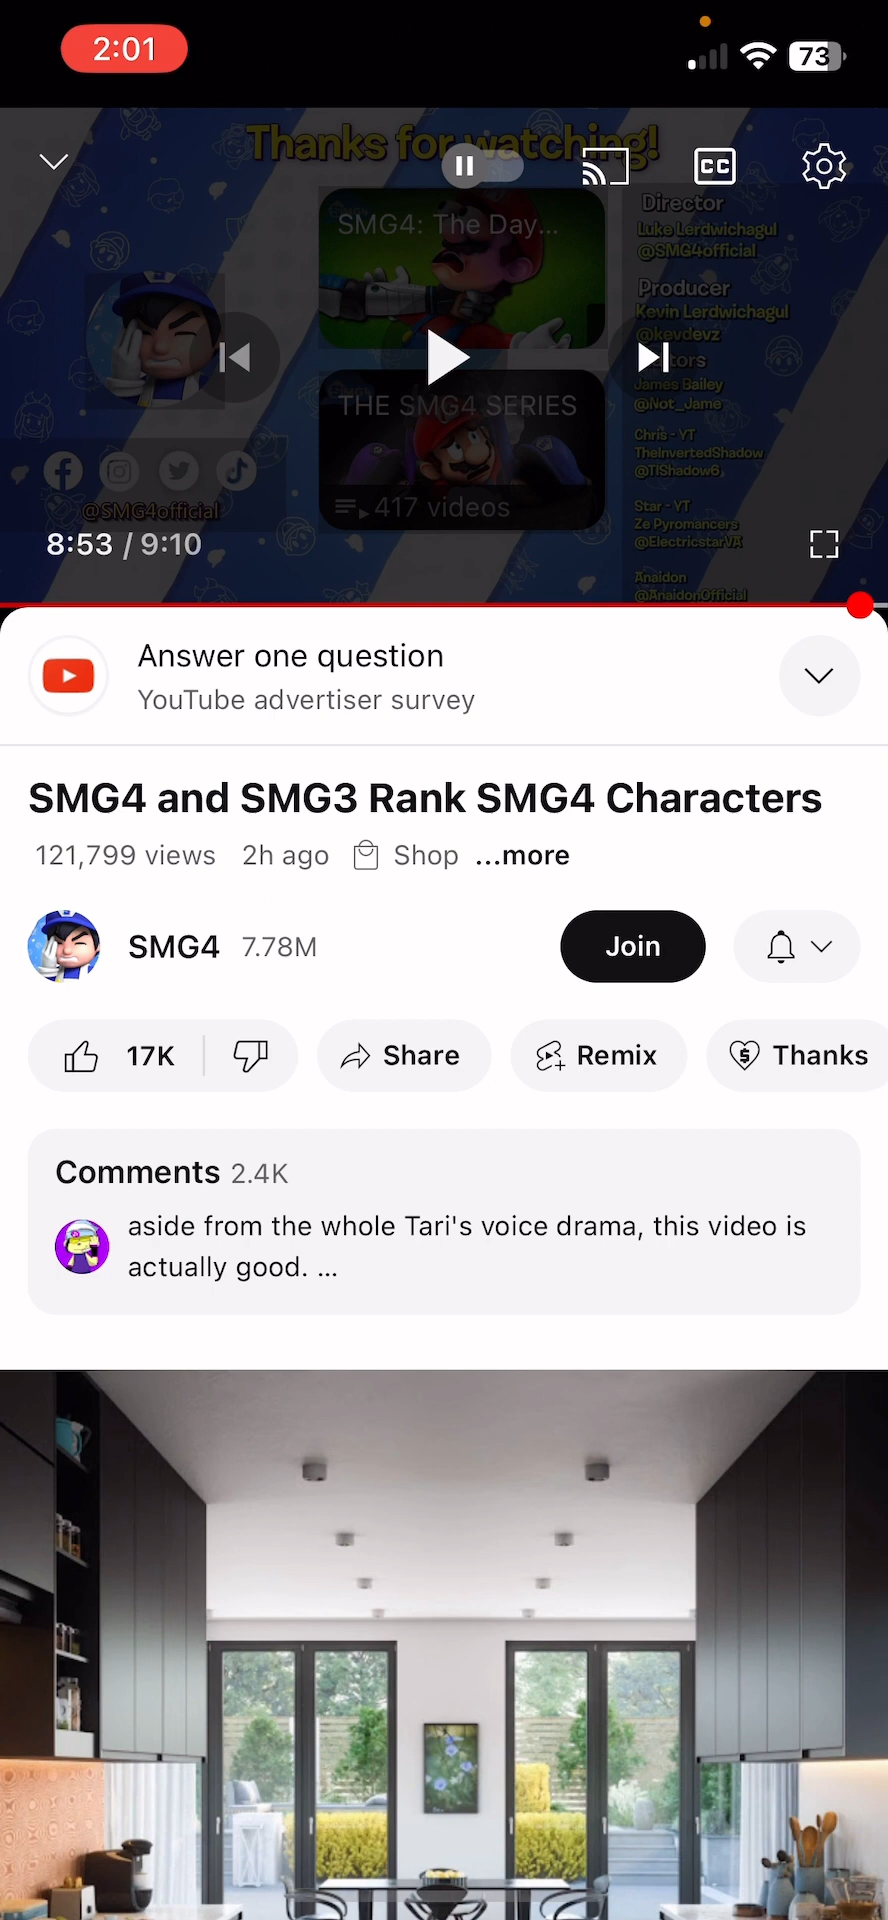 2:01
73
Thanks for watching!
CC
SMG4: The Day...
THE SMG4 SERIES
417 videos
@SMG4official
8:53 / 9:10
Director
Luke Lerdwichagul
@SMG4official
Producer
Kevin Lerdwichagul
@kevdevz
James Bailey
@Not_Jame
Chris - YT
TheInvertedShadow
@TIShadow6
Star - YT
Ze Pyromancers
@ElectricstarVA
Anaidon
@AnaidonOfficial
Answer one question
YouTube advertiser survey
SMG4 and SMG3 Rank SMG4 Characters
121,799 views 2h ago Shop ...more
SMG4 7.78M Join
17K Share Remix Thanks
Comments 2.4K
aside from the whole Tari's voice drama, this video is
actually good. ...